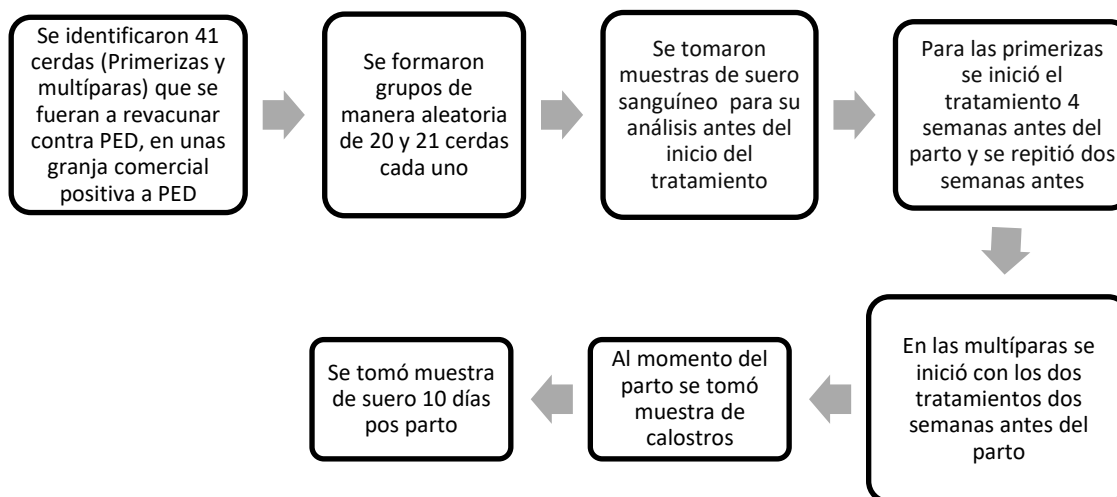 Se identificaron 41
cerdas (Primerizas y
multíparas) que se
fueran a revacunar
contra PED, en unas
granja comercial
positiva a PED
Se formaron
grupos de
manera aleatoria
de 20 y 21 cerdas
cada uno
Se tomaron
muestras de suero
sanguíneo para su
análisis antes del
inicio del
tratamiento
Para las primerizas
se inició el
tratamiento 4
semanas antes del
parto y se repitió dos
semanas antes
En las multíparas se
inició con los dos
tratamientos dos
semanas antes del
parto
Al momento del
parto se tomó
muestra de
calostros
Se tomó muestra
de suero 10 días
pos parto